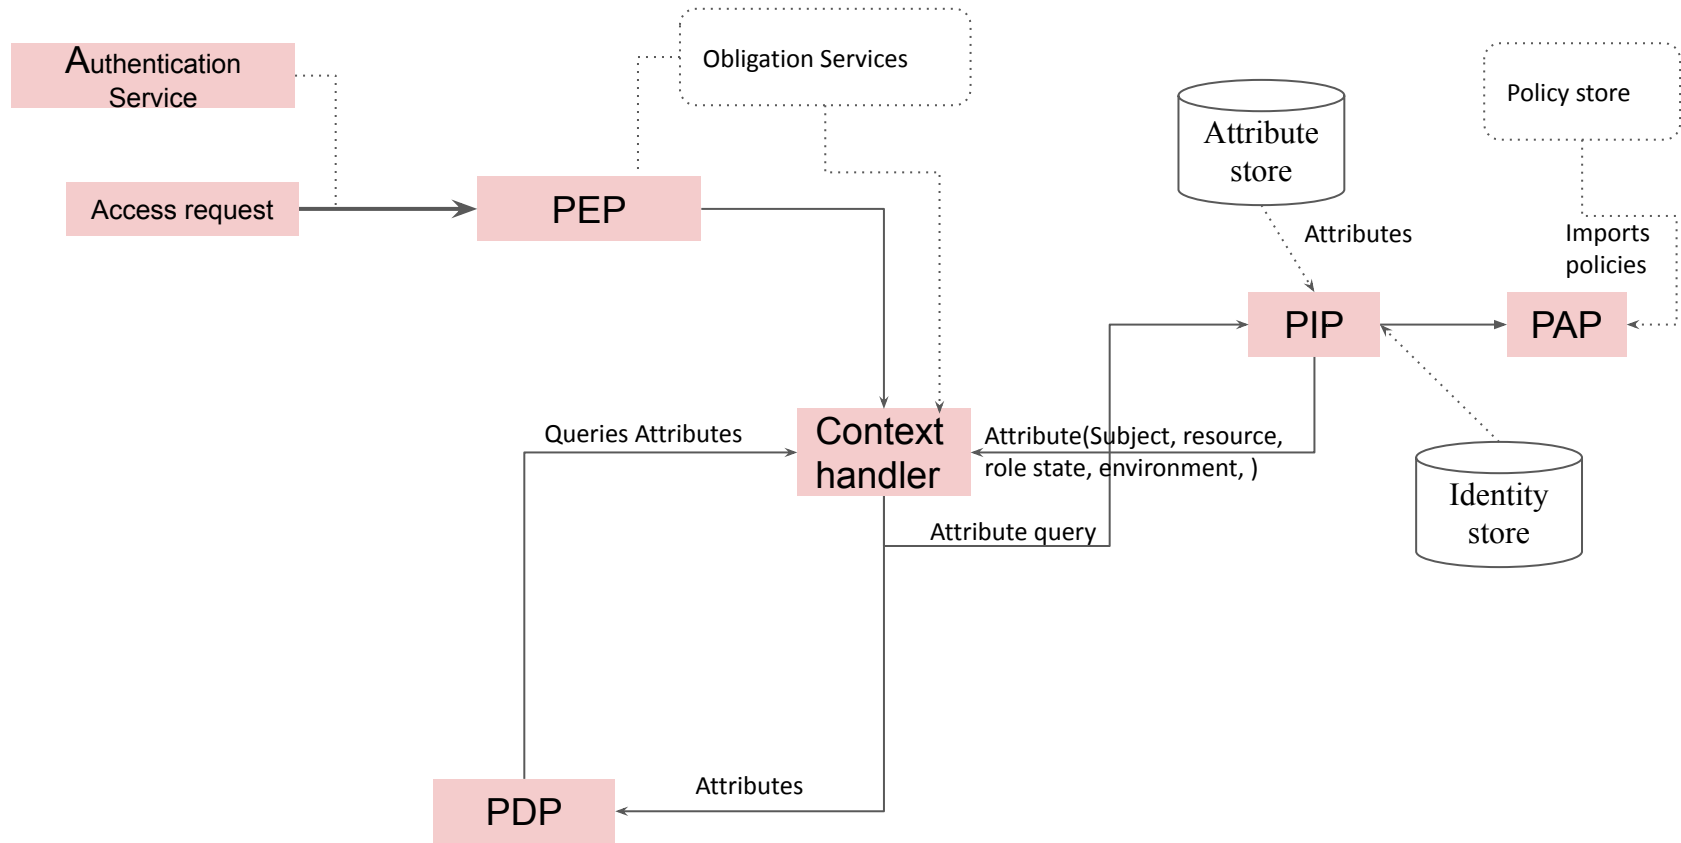 Authentication
Service
Obligation Services
Policy store
Attribute
store
Access request
PEP
Attributes
Imports
policies
PIP
PAP
Queries Attributes
Context
handler
Attribute(Subject, resource,
role state, environment, )
Attribute query
Identity
store
Attributes
PDP